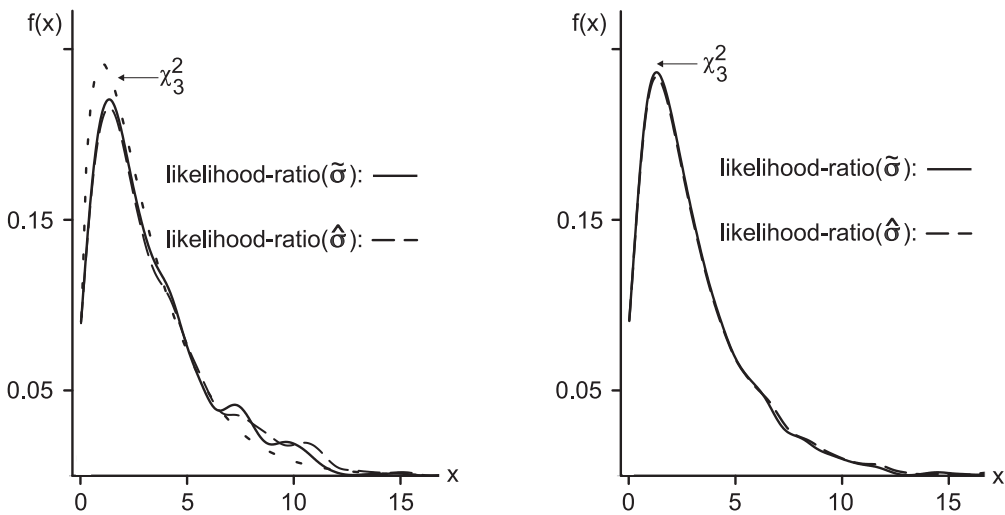 f(x)
χ²₃
likelihood-ratio(σ̃):
0.15
likelihood-ratio(σ̂):
0.05
x
0 5 10 15
f(x)
χ²₃
likelihood-ratio(σ̃):
0.15
likelihood-ratio(σ̂):
0.05
x
0 5 10 15